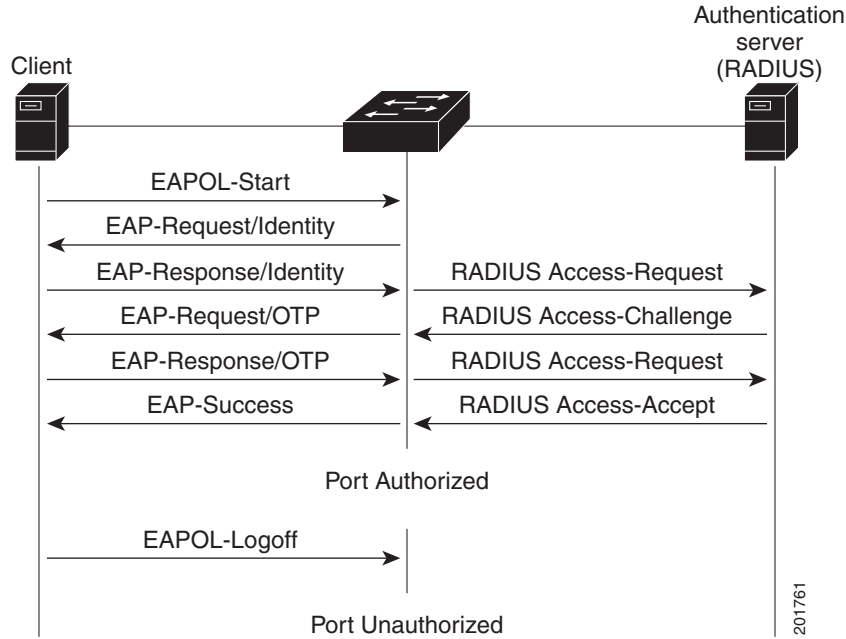 Authentication
server
(RADIUS)
Client
EAPOL-Start
EAP-Request/Identity
EAP-Response/Identity RADIUS Access-Request
EAP-Request/OTP RADIUS Access-Challenge
EAP-Response/OTP RADIUS Access-Request
EAP-Success RADIUS Access-Accept
Port Authorized
EAPOL-Logoff
Port Unauthorized
201761